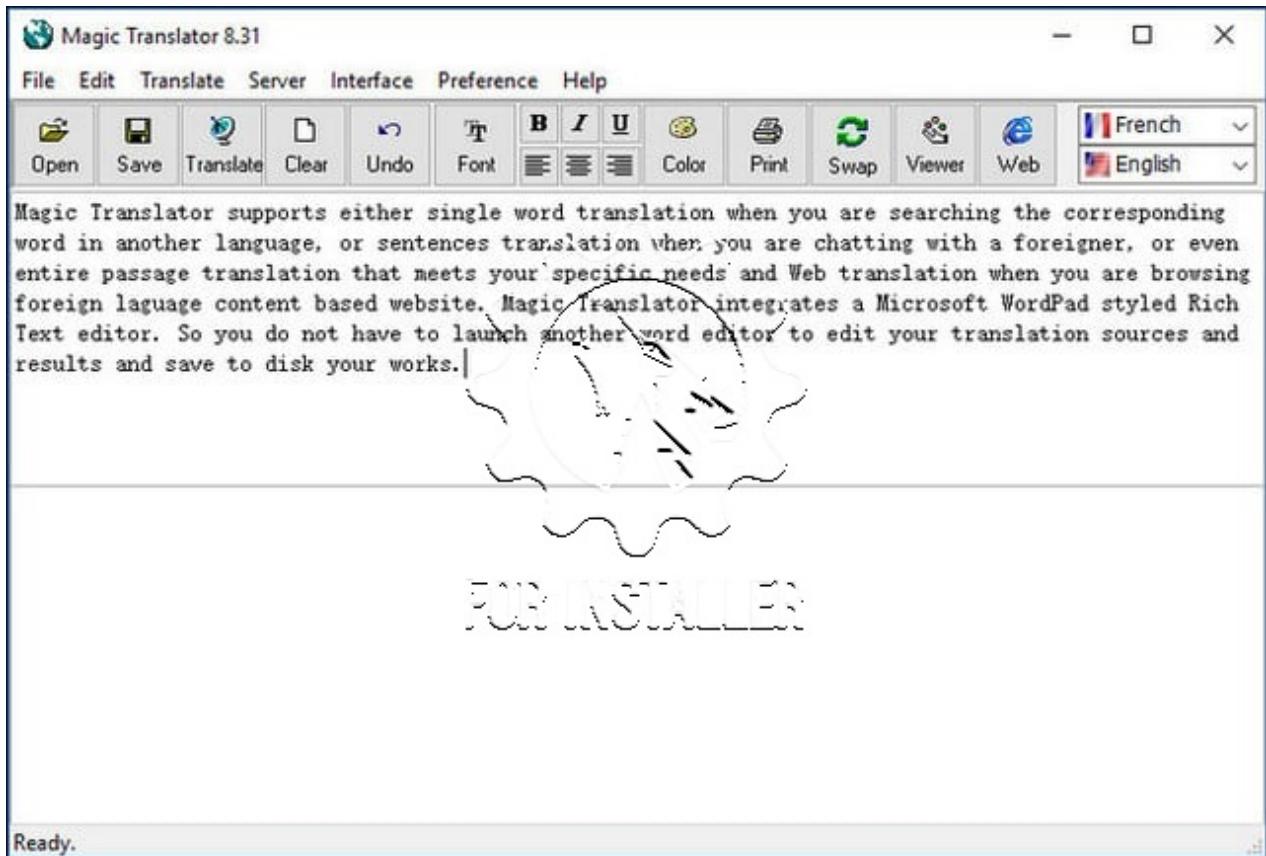 Magic Translator 8.31
File Edit Translate Server Interface Preference Help
Open Save Translate Clear Undo Font B I U Color Print Swap Viewer Web French
English
Magic Translator supports either single word translation when you are searching the corresponding
word in another language, or sentences translation when you are chatting with a foreigner, or even
entire passage translation that meets your specific needs and Web translation when you are browsing
foreign laguage content based website. Magic Translator integrates a Microsoft WordPad styled Rich
Text editor. So you do not have to launch another word editor to edit your translation sources and
results and save to disk your works.
FOR INSTALLER
Ready.